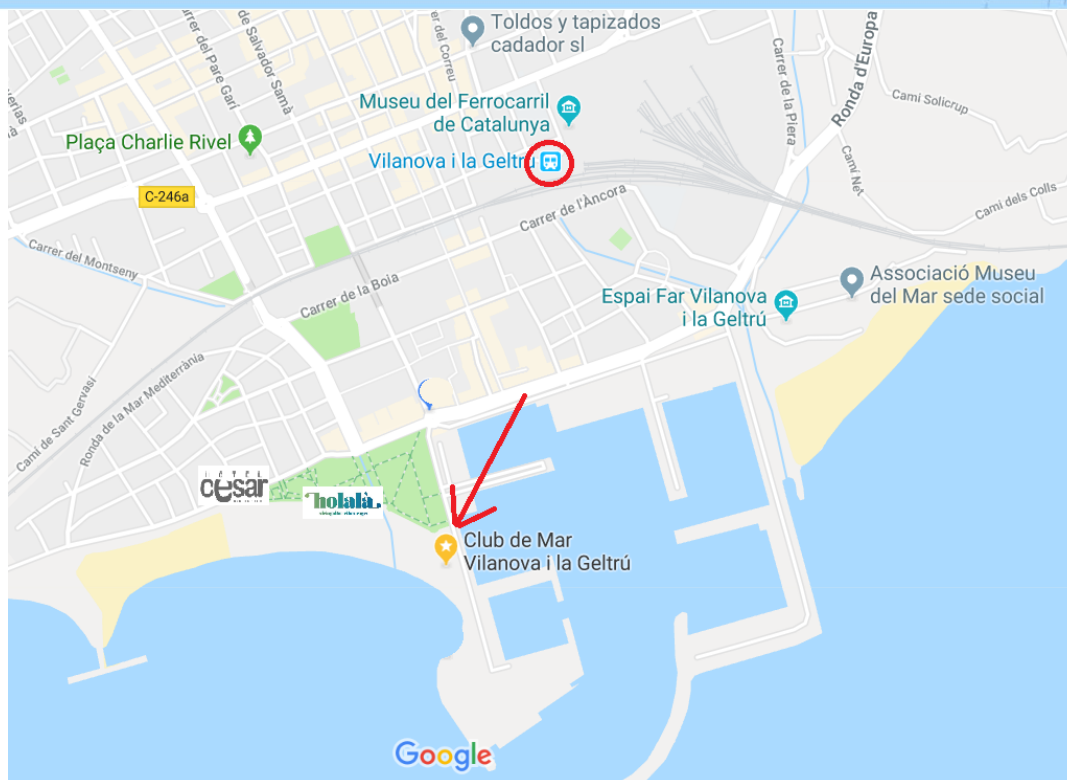 Toldos y tapizados
cadador sl
Carrer del Pare Garí
de Salvador Samà
del Correu
Carrer de la Piera
Ronda d'Europa
Camí Solicrup
Museu del Ferrocarril
de Catalunya
Plaça Charlie Rivel
Vilanova i la Geltrú
Camí Net
C-246a
Carrer de l'Àncora
Camí dels Colls
Carrer del Montseny
Carrer de la Boia
Associació Museu
del Mar sede social
Espai Far Vilanova
i la Geltrú
Ronda de la Mar Mediterrània
Camí de Sant Gervasi
HOTEL
cesar
holalà
Club de Mar
Vilanova i la Geltrú
Google